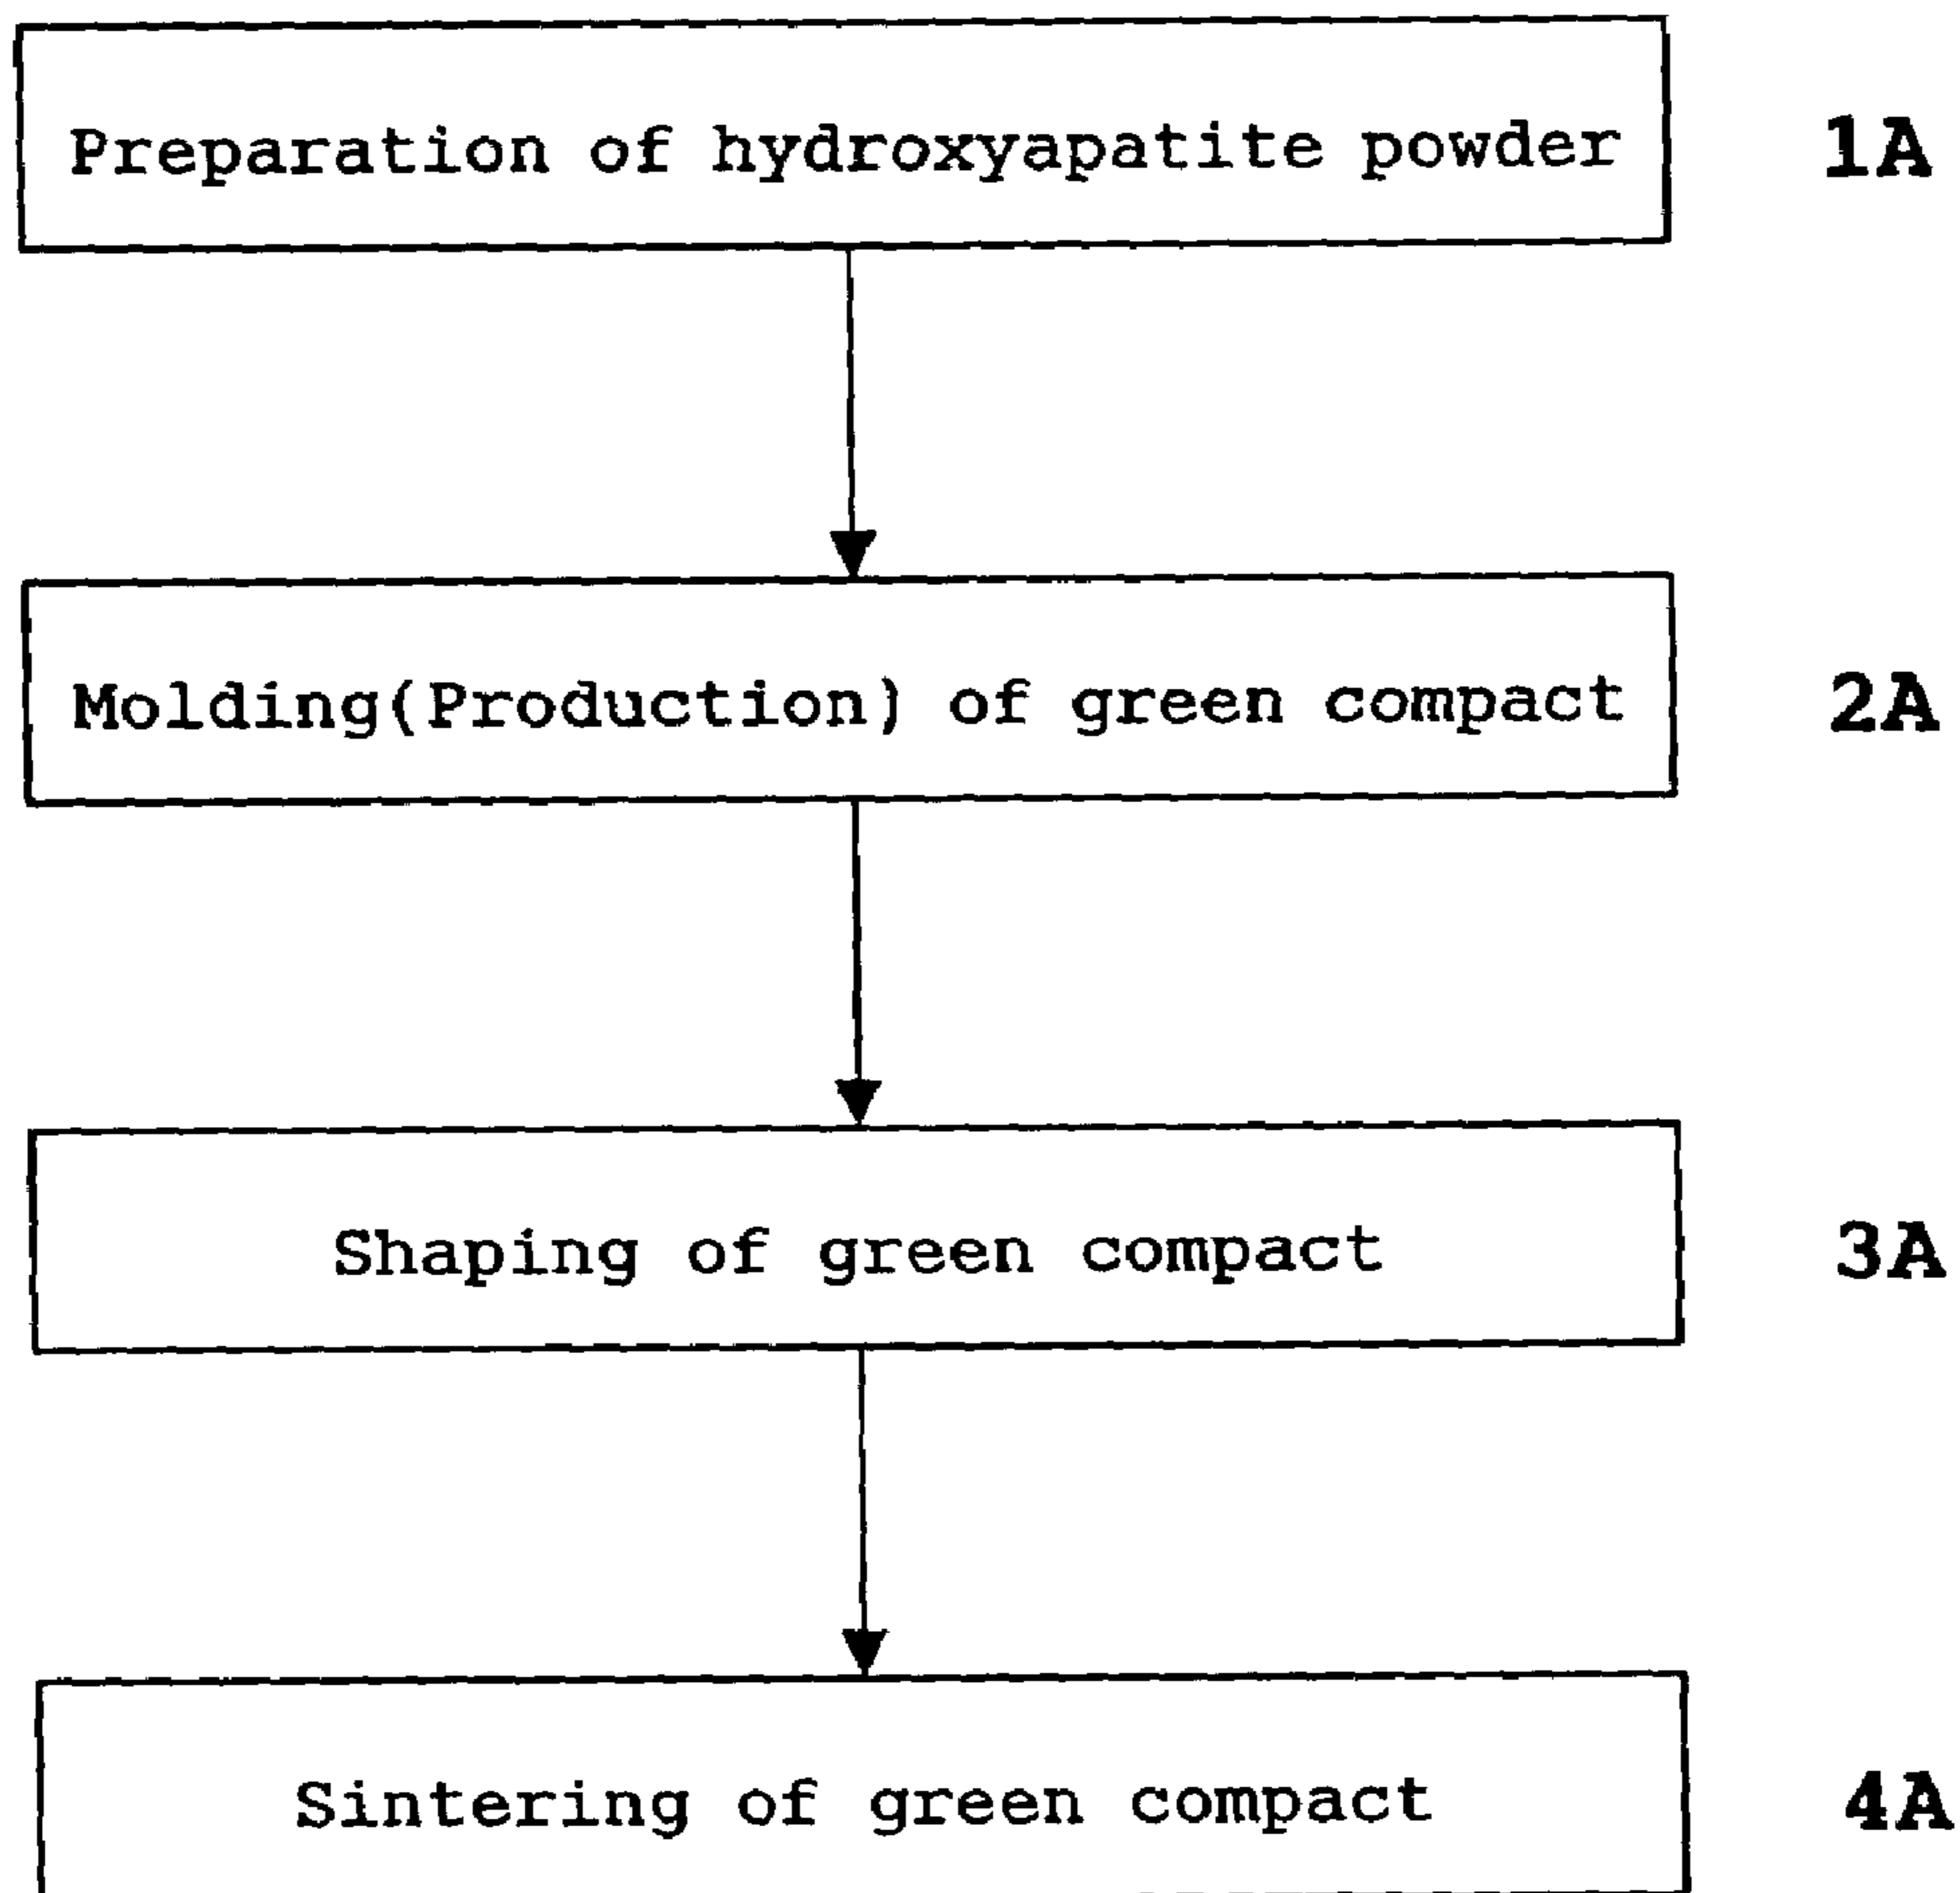 Preparation of hydroxyapatite powder 1A
Molding(Production) of green compact 2A
Shaping of green compact 3A
Sintering of green compact 4A